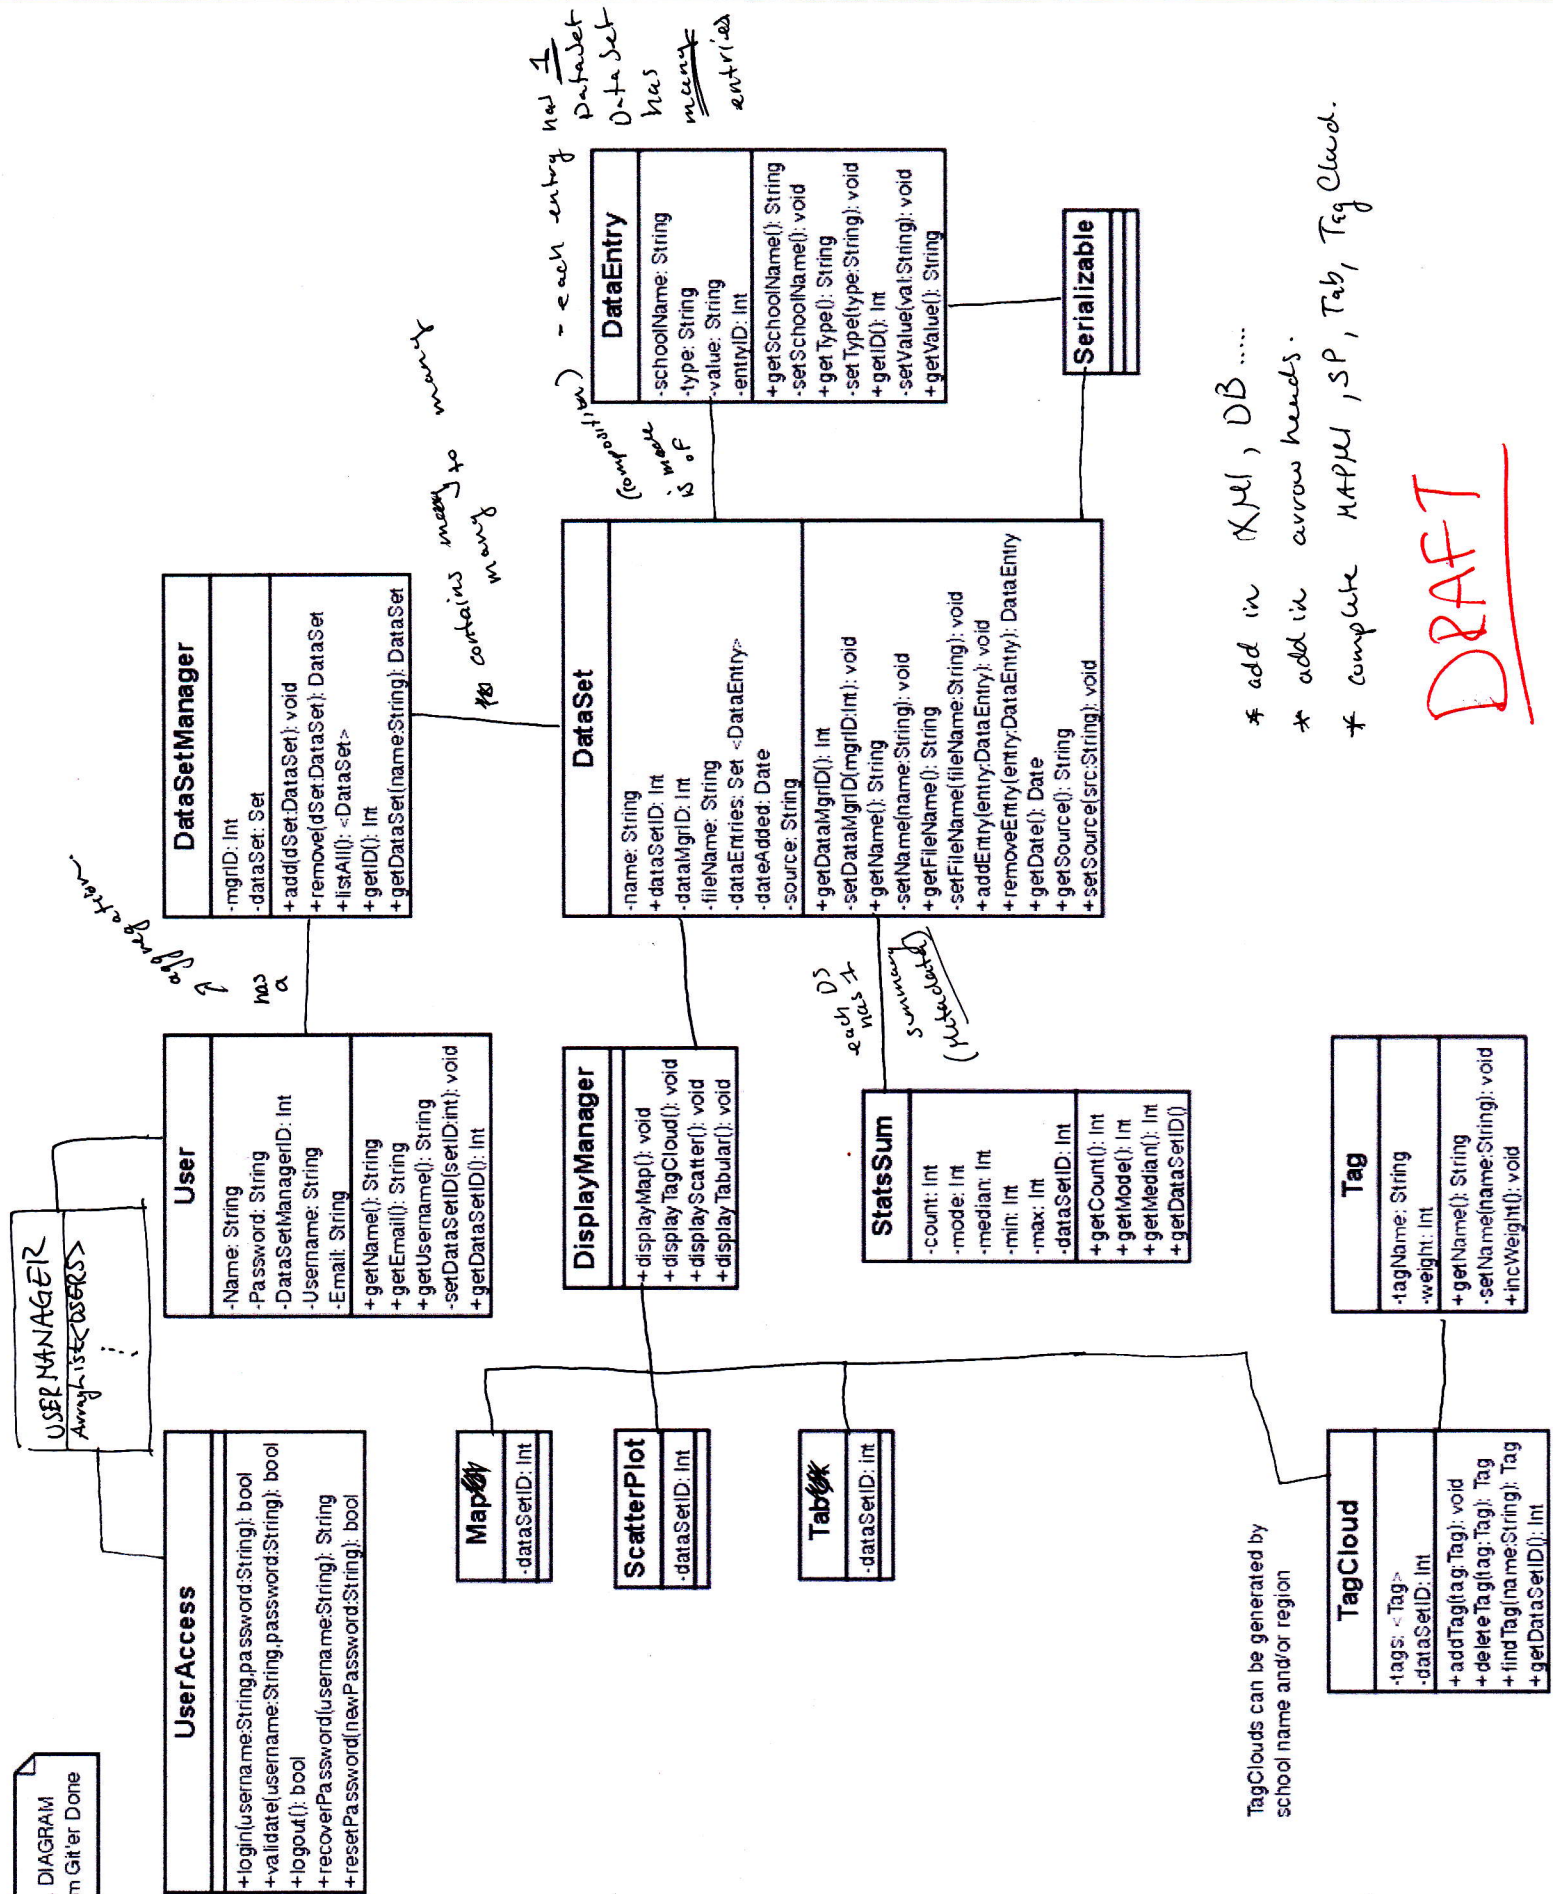 DIAGRAM
Git'er Done
USER MANAGER
ArrayList<USERS>
⋮
UserAccess
+login(username:String,password:String): bool
+validate(username:String,password:String): bool
+logout(): bool
+recoverPassword(username:String): String
+resetPassword(newPassword:String): bool
User
-Name: String
-Password: String
-DataSetManagerID: Int
-Username: String
-Email: String
+getName(): String
+getEmail(): String
+getUsername(): String
-setDataSetID(setID:int): void
+getDataSetID(): Int
aggregation
has
a
DataSetManager
-mgrID: Int
-dataSet: Set
+add(dSet:DataSet): void
+remove(dSet:DataSet): DataSet
+listAll(): <DataSet>
+getID(): Int
+getDataSet(name:String): DataSet
contains many to many
many
Map
-dataSetID: Int
ScatterPlot
-dataSetID: Int
Tab
-dataSetID: int
DisplayManager
+displayMap(): void
+displayTagCloud(): void
+displayScatter(): void
+displayTabular(): void
DataSet
-name: String
+dataSetID: Int
-dataMgrID: Int
-fileName: String
-dataEntries: Set <DataEntry>
-dateAdded: Date
-source: String
+getDataMgrID(): Int
-setDataMgrID(mgrID:Int): void
+getName(): String
-setName(name:String): void
+getFileName(): String
-setFileName(fileName:String): void
+addEntry(entry:DataEntry): void
+removeEntry(entry:DataEntry): DataEntry
+getDate(): Date
+getSource(): String
+setSource(src:String): void
(composition)
is made
of
- each entry has 1
DataSet
DataSet
has
many
entries
DataEntry
-schoolName: String
-type: String
-value: String
-entryID: Int
+getSchoolName(): String
-setSchoolName(): void
+getType(): String
-setType(type:String): void
+getID(): Int
-setValue(val:String): void
+getValue(): String
Serializable
each DS
has 1
summary
(metadata)
StatsSum
-count: Int
-mode: Int
-median: Int
-min: Int
-max: Int
-dataSetID: Int
+getCount(): Int
+getMode(): Int
+getMedian(): Int
+getDataSetID()
TagClouds can be generated by
school name and/or region
TagCloud
-tags: <Tag>
-dataSetID: Int
+addTag(tag:Tag): void
+deleteTag(tag:Tag): Tag
+findTag(name:String): Tag
+getDataSetID(): Int
Tag
-tagName: String
-weight: Int
+getName(): String
-setName(name:String): void
+incWeight(): void
* add in XMl, DB.....
* add in arrow heads.
* complete MAPMl, SP, Tab, Tag Cloud.
DRAFT